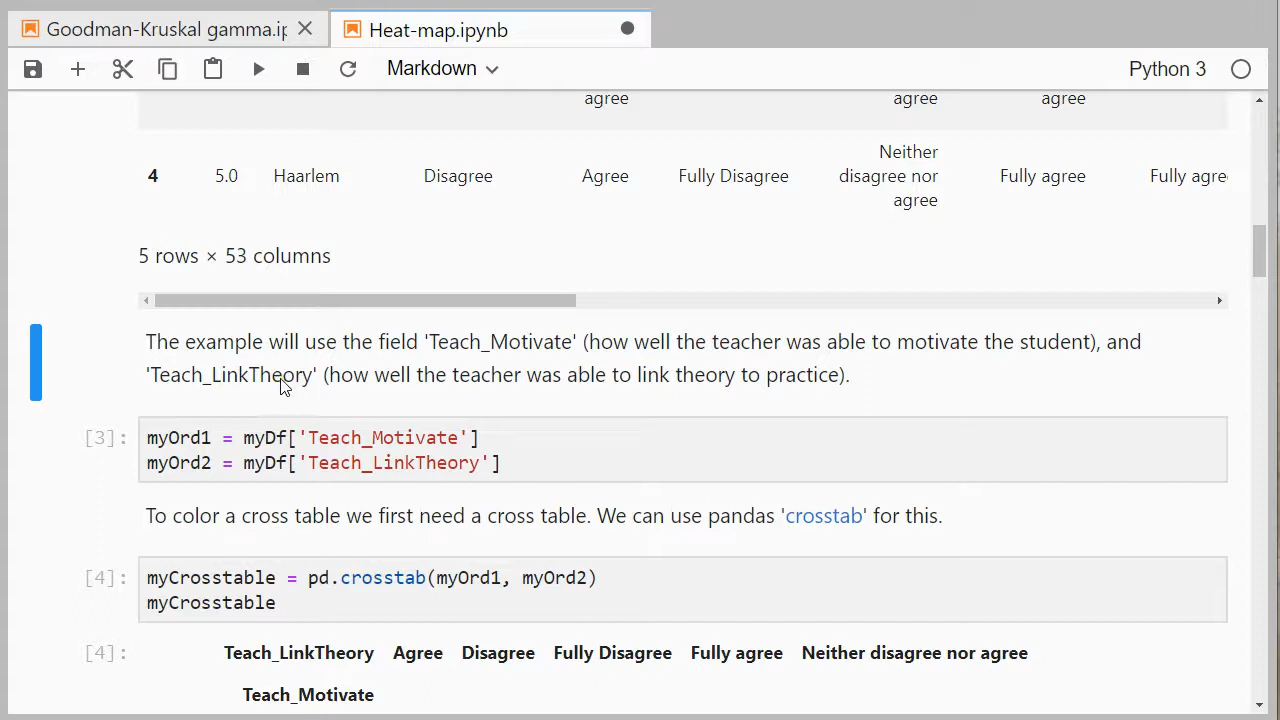 Goodman-Kruskal gamma.ip
Heat-map.ipynb
Markdown
Python 3
agree agree agree
4 5.0 Haarlem Disagree Agree Fully Disagree Neither disagree nor agree Fully agree Fully agre
5 rows × 53 columns
The example will use the field 'Teach_Motivate' (how well the teacher was able to motivate the student), and
'Teach_LinkTheory' (how well the teacher was able to link theory to practice).
[3]: myOrd1 = myDf['Teach_Motivate']
myOrd2 = myDf['Teach_LinkTheory']
To color a cross table we first need a cross table. We can use pandas 'crosstab' for this.
[4]: myCrosstable = pd.crosstab(myOrd1, myOrd2)
myCrosstable
[4]: Teach_LinkTheory Agree Disagree Fully Disagree Fully agree Neither disagree nor agree
Teach_Motivate